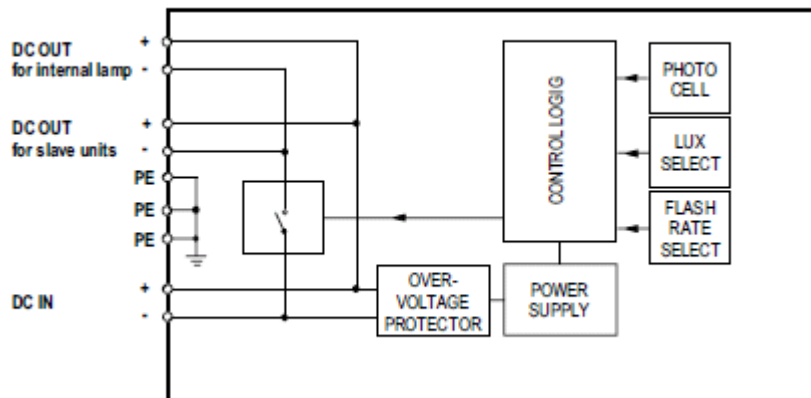 DC OUT
for internal lamp
+
-
DC OUT
for slave units
+
-
PE
PE
PE
DC IN
+
-
CONTROL LOGIG
PHOTO
CELL
LUX
SELECT
FLASH
RATE
SELECT
OVER-
VOLTAGE
PROTECTOR
POWER
SUPPLY